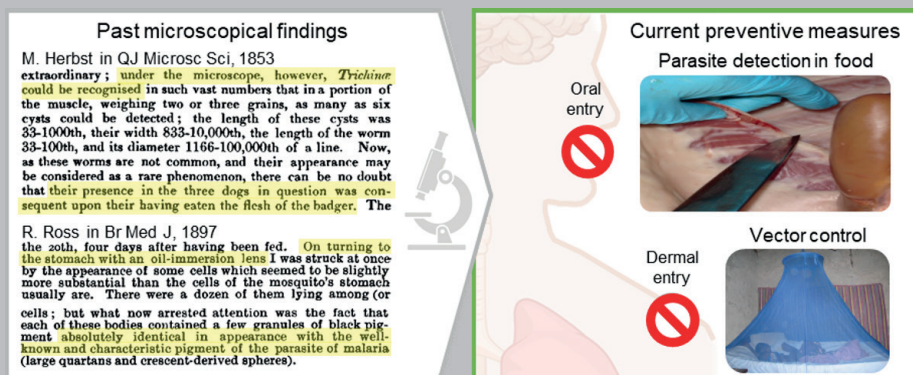 Past microscopical findings
M. Herbst in QJ Microsc Sci, 1853
extraordinary; under the microscope, however, Trichinæ
could be recognised in such vast numbers that in a portion of
the muscle, weighing two or three grains, as many as six
cysts could be detected; the length of these cysts was
33-1000th, their width 833-10,000th, the length of the worm
33-100th, and its diameter 1166-100,000th of a line. Now,
as these worms are not common, and their appearance may
be considered as a rare phenomenon, there can be no doubt
that their presence in the three dogs in question was con-
sequent upon their having eaten the flesh of the badger. The
R. Ross in Br Med J, 1897
the 20th, four days after having been fed. On turning to
the stomach with an oil-immersion lens I was struck at once
by the appearance of some cells which seemed to be slightly
more substantial than the cells of the mosquito's stomach
usually are. There were a dozen of them lying among (or
cells; but what now arrested attention was the fact that
each of these bodies contained a few granules of black pig-
ment absolutely identical in appearance with the well-
known and characteristic pigment of the parasite of malaria
(large quartans and crescent-derived spheres).
Current preventive measures
Parasite detection in food
Oral
entry
Vector control
Dermal
entry